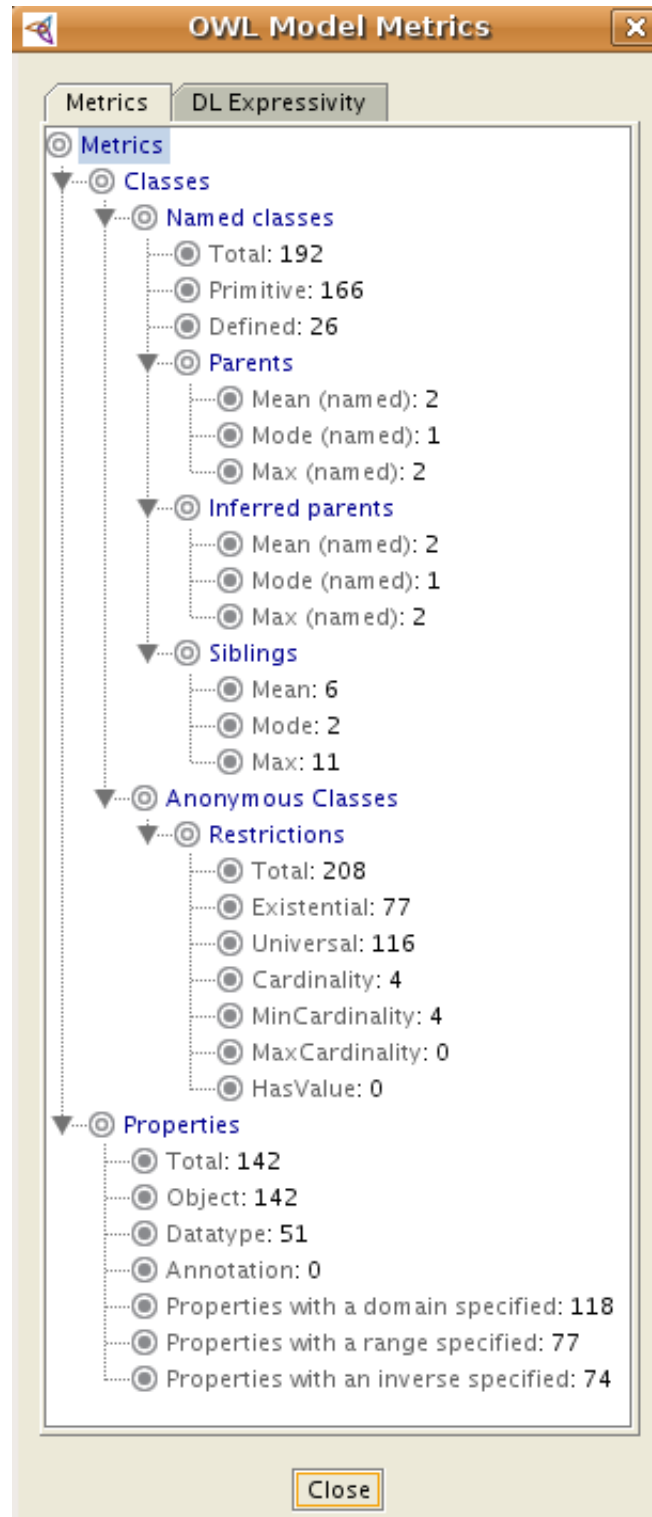 OWL Model Metrics
Metrics
DL Expressivity
Metrics
Classes
Named classes
Total: 192
Primitive: 166
Defined: 26
Parents
Mean (named): 2
Mode (named): 1
Max (named): 2
Inferred parents
Mean (named): 2
Mode (named): 1
Max (named): 2
Siblings
Mean: 6
Mode: 2
Max: 11
Anonymous Classes
Restrictions
Total: 208
Existential: 77
Universal: 116
Cardinality: 4
MinCardinality: 4
MaxCardinality: 0
HasValue: 0
Properties
Total: 142
Object: 142
Datatype: 51
Annotation: 0
Properties with a domain specified: 118
Properties with a range specified: 77
Properties with an inverse specified: 74
Close